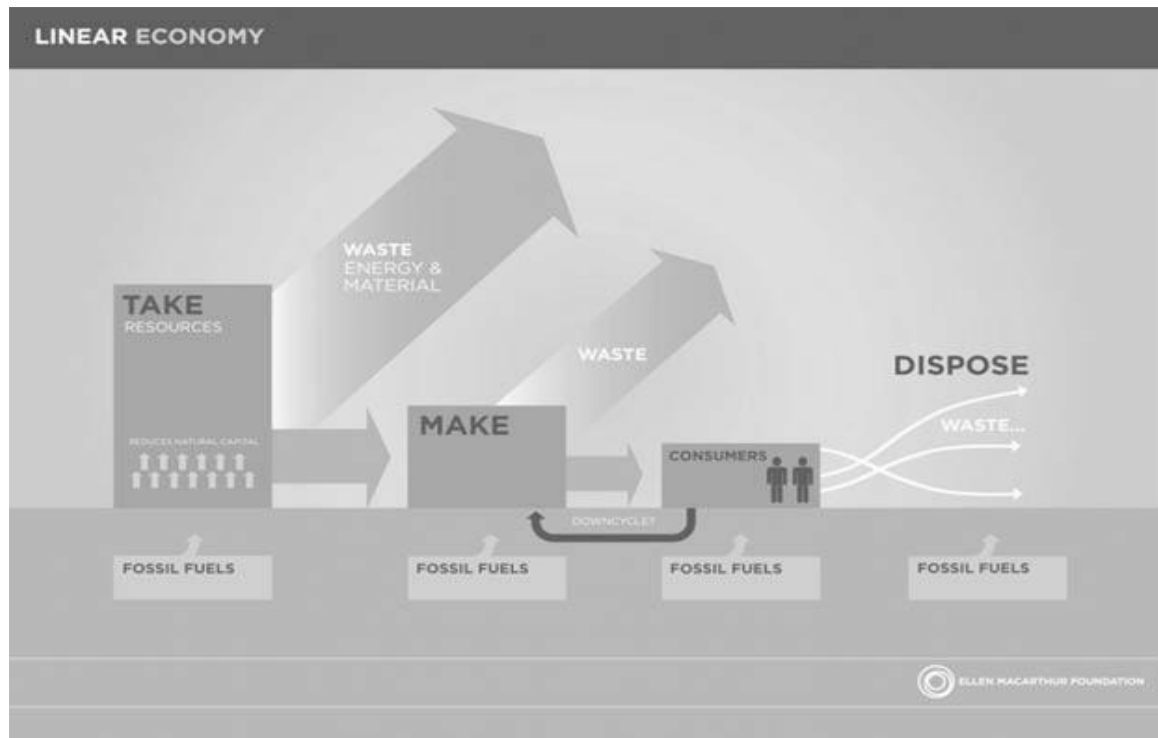 LINEAR ECONOMY
WASTE
ENERGY &
MATERIAL
TAKE
RESOURCES
REDUCES NATURAL CAPITAL
WASTE
MAKE
CONSUMERS
DISPOSE
WASTE...
DOWNCYCLE?
FOSSIL FUELS
FOSSIL FUELS
FOSSIL FUELS
FOSSIL FUELS
ELLEN MACARTHUR FOUNDATION